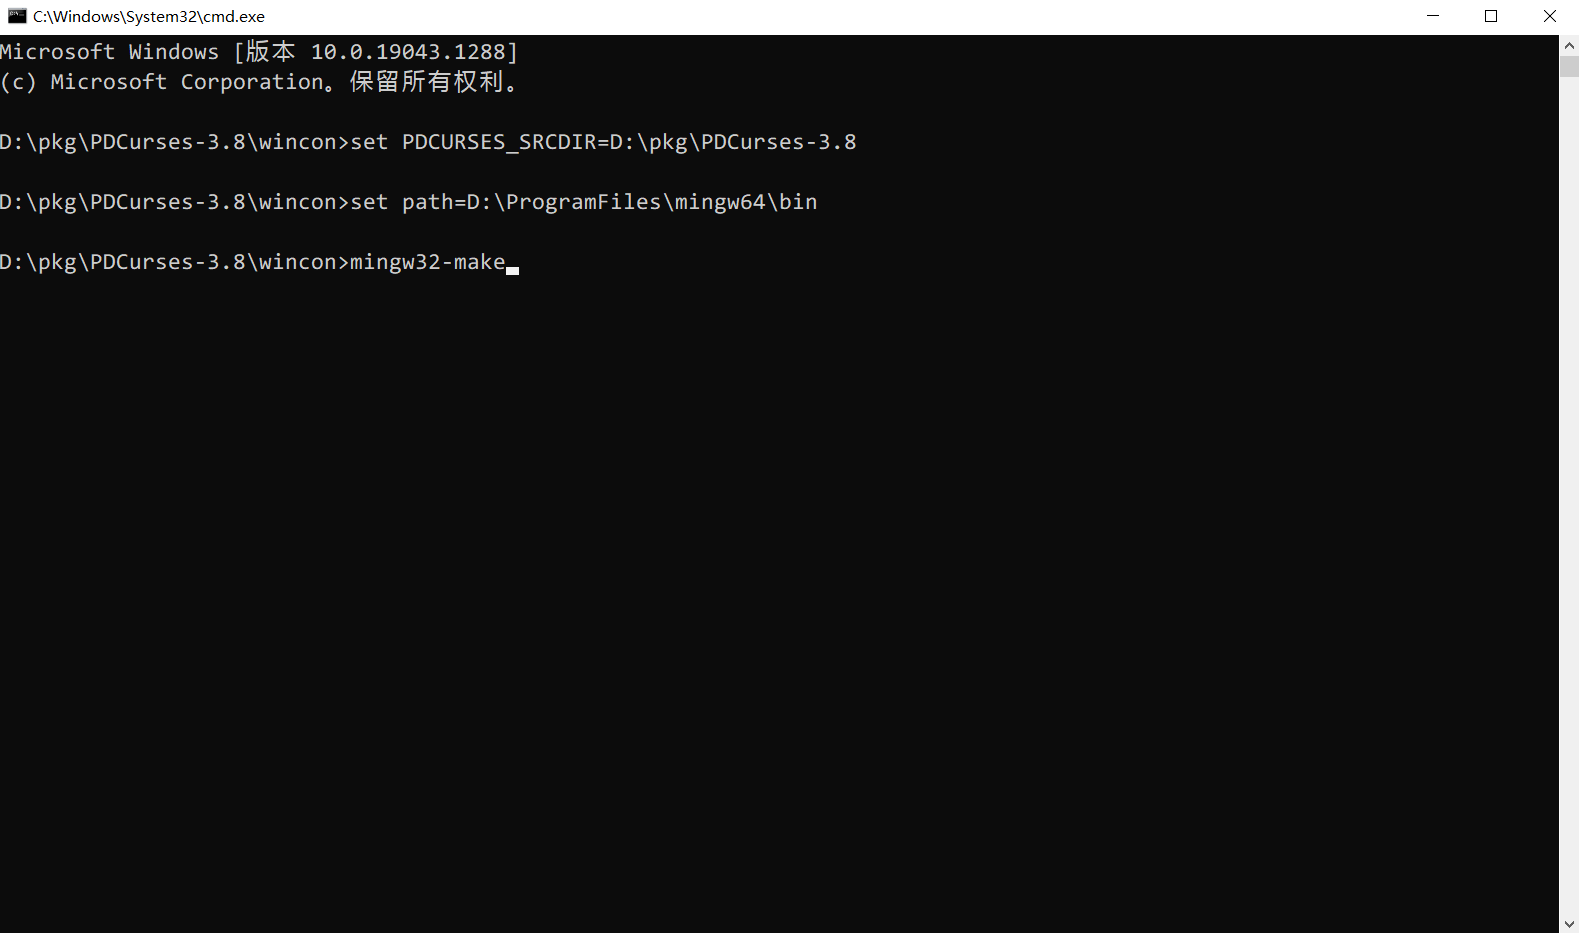 C:\Windows\System32\cmd.exe
Microsoft Windows [版本 10.0.19043.1288]
(c) Microsoft Corporation。保留所有权利。
D:\pkg\PDCurses-3.8\wincon>set PDCURSES_SRCDIR=D:\pkg\PDCurses-3.8
D:\pkg\PDCurses-3.8\wincon>set path=D:\ProgramFiles\mingw64\bin
D:\pkg\PDCurses-3.8\wincon>mingw32-make